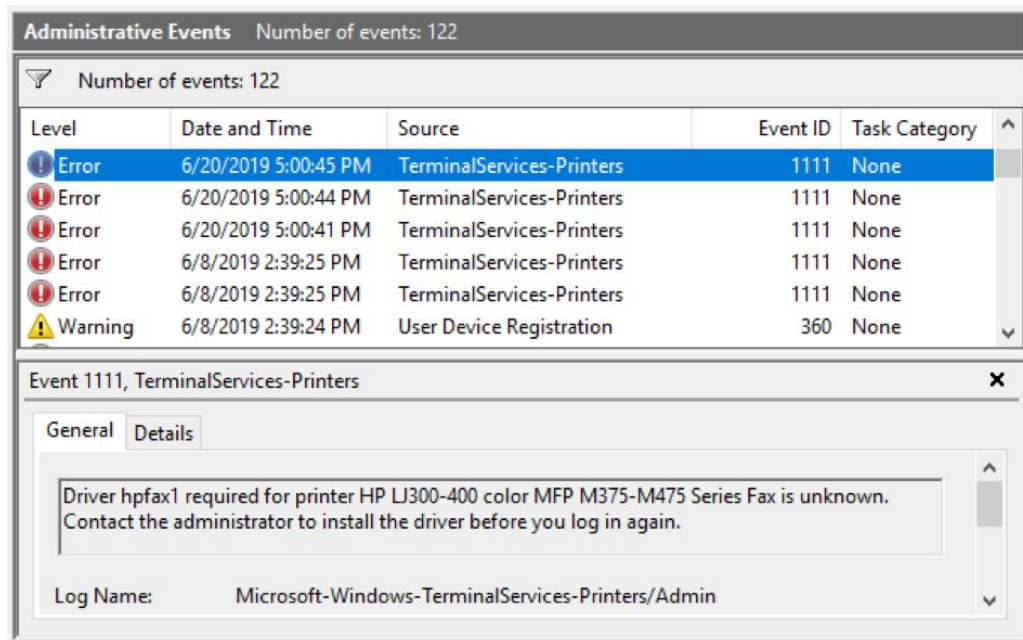 Administrative Events Number of events: 122
Number of events: 122
Level Date and Time Source Event ID Task Category
Error 6/20/2019 5:00:45 PM TerminalServices-Printers 1111 None
Error 6/20/2019 5:00:44 PM TerminalServices-Printers 1111 None
Error 6/20/2019 5:00:41 PM TerminalServices-Printers 1111 None
Error 6/8/2019 2:39:25 PM TerminalServices-Printers 1111 None
Error 6/8/2019 2:39:25 PM TerminalServices-Printers 1111 None
Warning 6/8/2019 2:39:24 PM User Device Registration 360 None
Event 1111, TerminalServices-Printers
General Details
Driver hpfax1 required for printer HP LJ300-400 color MFP M375-M475 Series Fax is unknown.
Contact the administrator to install the driver before you log in again.
Log Name: Microsoft-Windows-TerminalServices-Printers/Admin